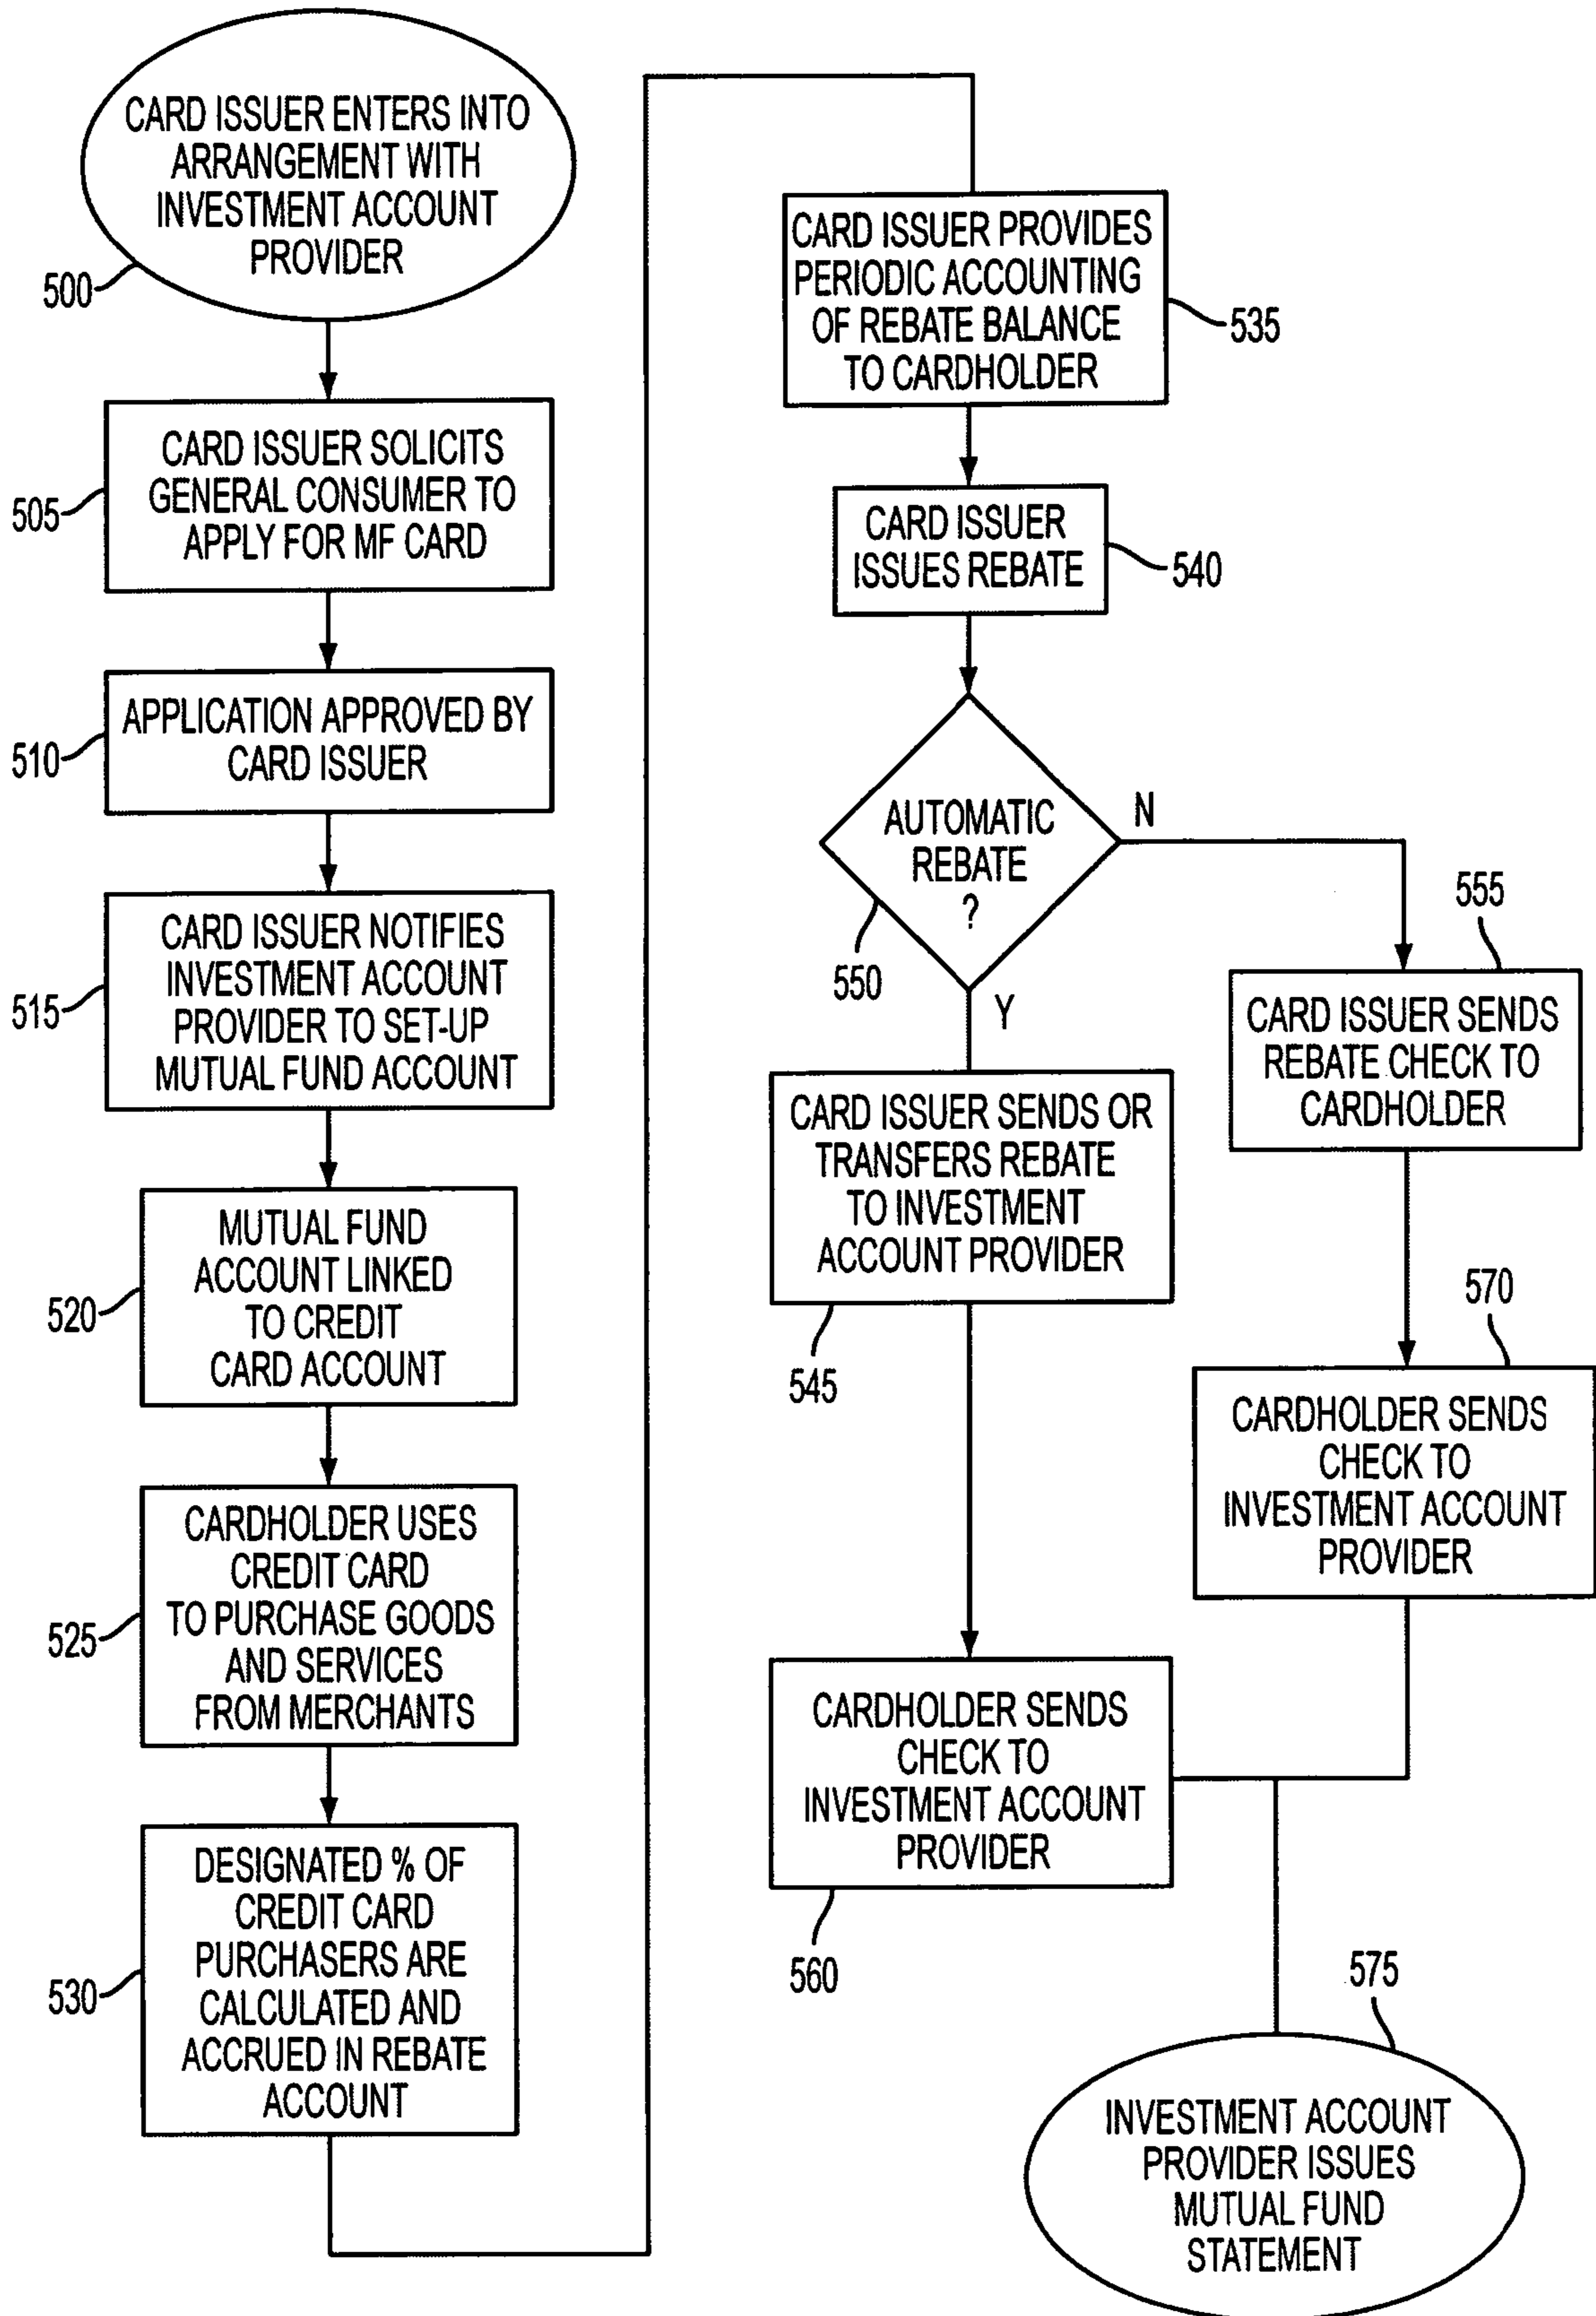 CARD ISSUER ENTERS INTO
ARRANGEMENT WITH
INVESTMENT ACCOUNT
PROVIDER
500
CARD ISSUER SOLICITS
GENERAL CONSUMER TO
APPLY FOR MF CARD
505
APPLICATION APPROVED BY
CARD ISSUER
510
CARD ISSUER NOTIFIES
INVESTMENT ACCOUNT
PROVIDER TO SET-UP
MUTUAL FUND ACCOUNT
515
MUTUAL FUND
ACCOUNT LINKED
TO CREDIT
CARD ACCOUNT
520
CARDHOLDER USES
CREDIT CARD
TO PURCHASE GOODS
AND SERVICES
FROM MERCHANTS
525
DESIGNATED % OF
CREDIT CARD
PURCHASERS ARE
CALCULATED AND
ACCRUED IN REBATE
ACCOUNT
530
CARD ISSUER PROVIDES
PERIODIC ACCOUNTING
OF REBATE BALANCE
TO CARDHOLDER
535
CARD ISSUER
ISSUES REBATE
540
AUTOMATIC
REBATE
?
550
N
Y
555
CARD ISSUER SENDS
REBATE CHECK TO
CARDHOLDER
CARD ISSUER SENDS OR
TRANSFERS REBATE
TO INVESTMENT
ACCOUNT PROVIDER
545
570
CARDHOLDER SENDS
CHECK TO
INVESTMENT ACCOUNT
PROVIDER
CARDHOLDER SENDS
CHECK TO
INVESTMENT ACCOUNT
PROVIDER
560
575
INVESTMENT ACCOUNT
PROVIDER ISSUES
MUTUAL FUND
STATEMENT